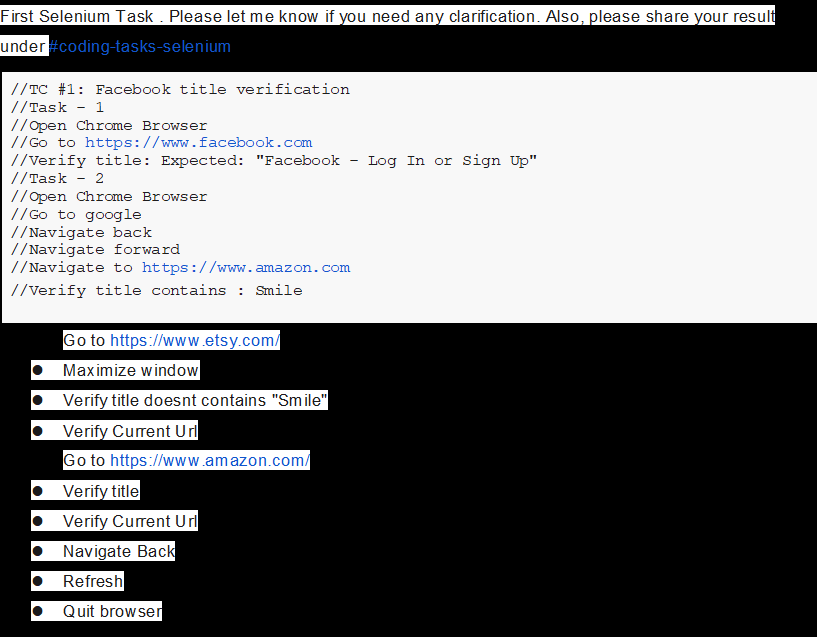 First Selenium Task . Please let me know if you need any clarification. Also, please share your result
under #coding-tasks-selenium
//TC #1: Facebook title verification
//Task - 1
//Open Chrome Browser
//Go to https://www.facebook.com
//Verify title: Expected: "Facebook - Log In or Sign Up"
//Task - 2
//Open Chrome Browser
//Go to google
//Navigate back
//Navigate forward
//Navigate to https://www.amazon.com
//Verify title contains : Smile
Go to https://www.etsy.com/
● Maximize window
● Verify title doesnt contains "Smile"
● Verify Current Url
Go to https://www.amazon.com/
● Verify title
● Verify Current Url
● Navigate Back
● Refresh
● Quit browser